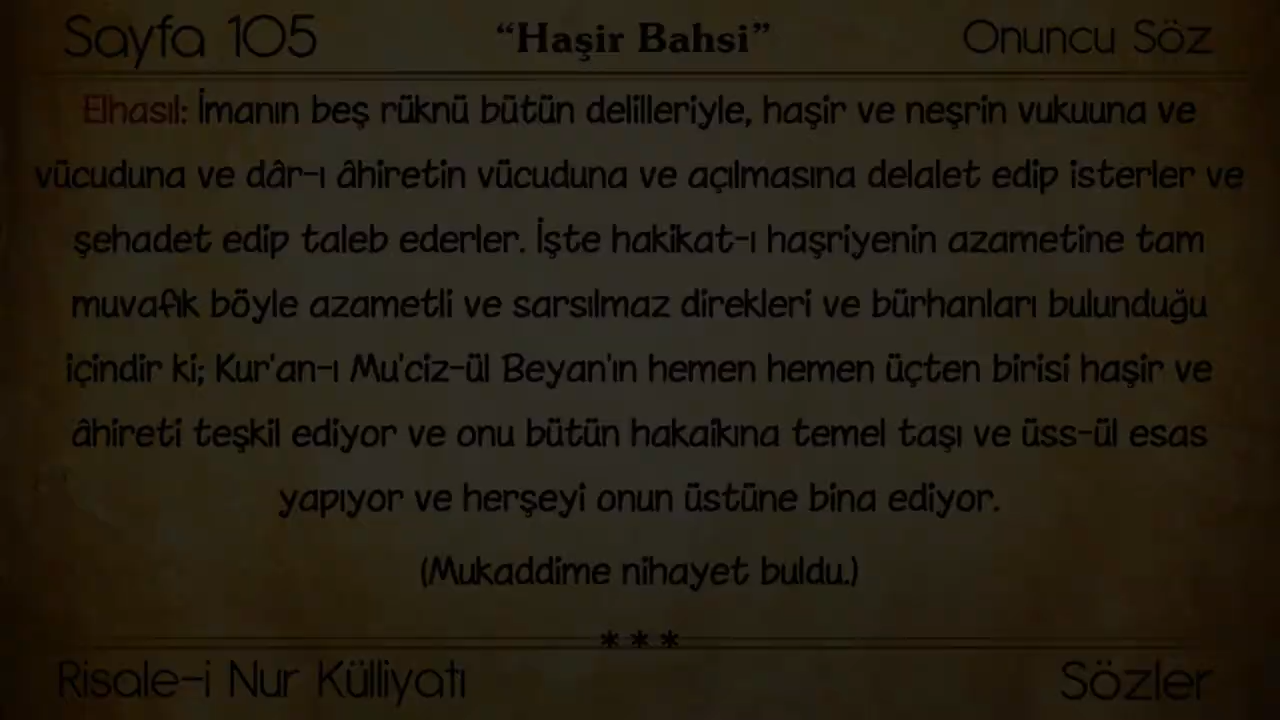 Sayfa 105 "Haşir Bahsi" Onuncu Söz
Elhasıl: İmanın beş rüknü bütün delilleriyle, haşir ve neşrin vukuuna ve
vücuduna ve dâr-ı âhiretin vücuduna ve açılmasına delalet edip isterler ve
şehadet edip taleb ederler. İşte hakikat-ı haşriyenin azametine tam
muvafık böyle azametli ve sarsılmaz direkleri ve bürhanları bulunduğu
içindir ki; Kur'an-ı Mu'ciz-ül Beyan'ın hemen hemen üçten birisi haşir ve
âhireti teşkil ediyor ve onu bütün hakaikına temel taşı ve üss-ül esas
yapıyor ve herşeyi onun üstüne bina ediyor.
(Mukaddime nihayet buldu.)
* * *
Risale-i Nur Külliyatı Sözler